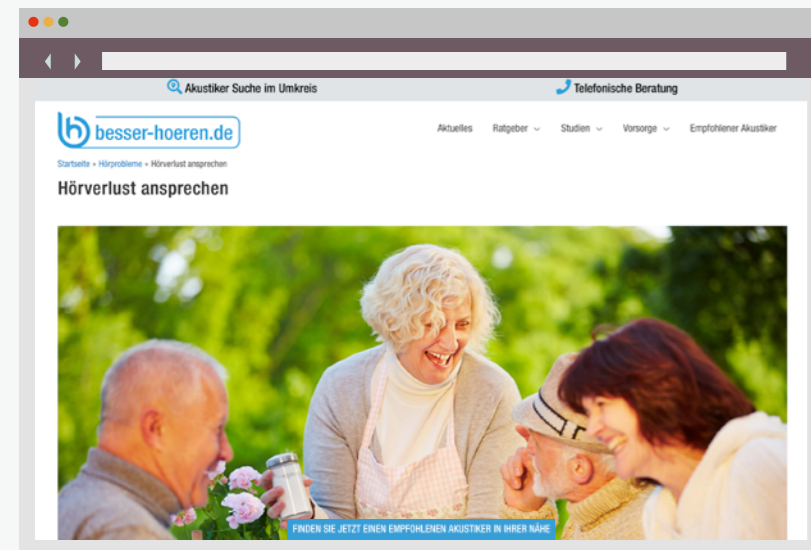 Akustiker Suche im Umkreis
Telefonische Beratung
besser-hoeren.de
Aktuelles Ratgeber Studien Vorsorge Empfohlener Akustiker
Startseite » Hörprobleme » Hörverlust ansprechen
Hörverlust ansprechen
FINDEN SIE JETZT EINEN EMPFOHLENEN AKUSTIKER IN IHRER NÄHE